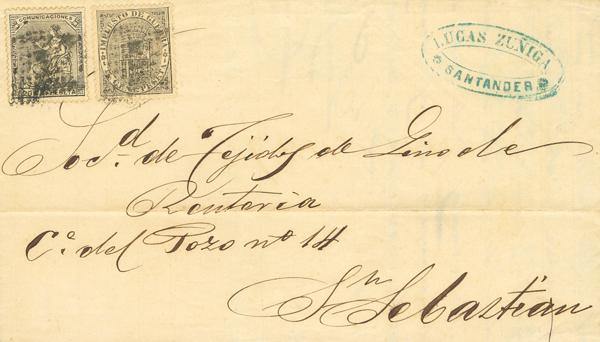 COMUNICACIONES
IMPUESTO DE GUERRA
LUCAS ZUÑIGA
SANTANDER
Socd. de Tejidos de Lino de
Renteria
Ce. del Pozo nº 14
Sn Sebastian